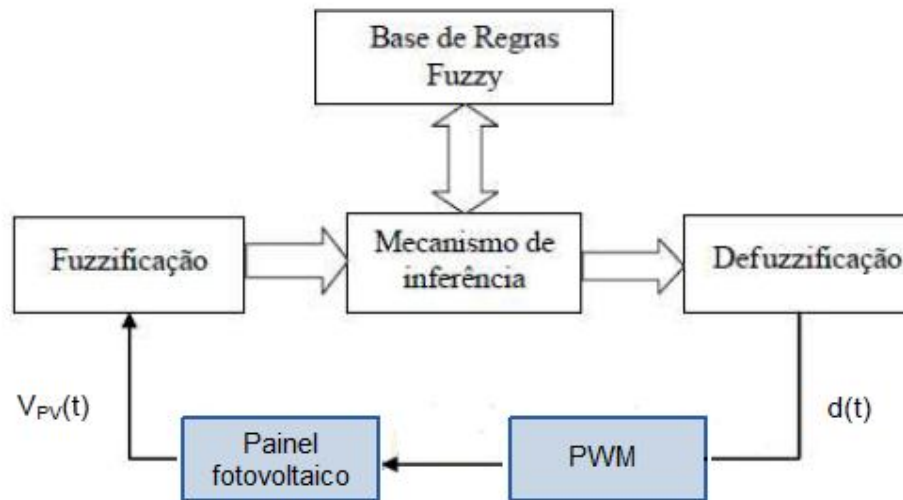 Base de Regras
Fuzzy
Fuzzificação
Mecanismo de
inferência
Defuzzificação
VPV(t)
d(t)
Painel
fotovoltaico
PWM